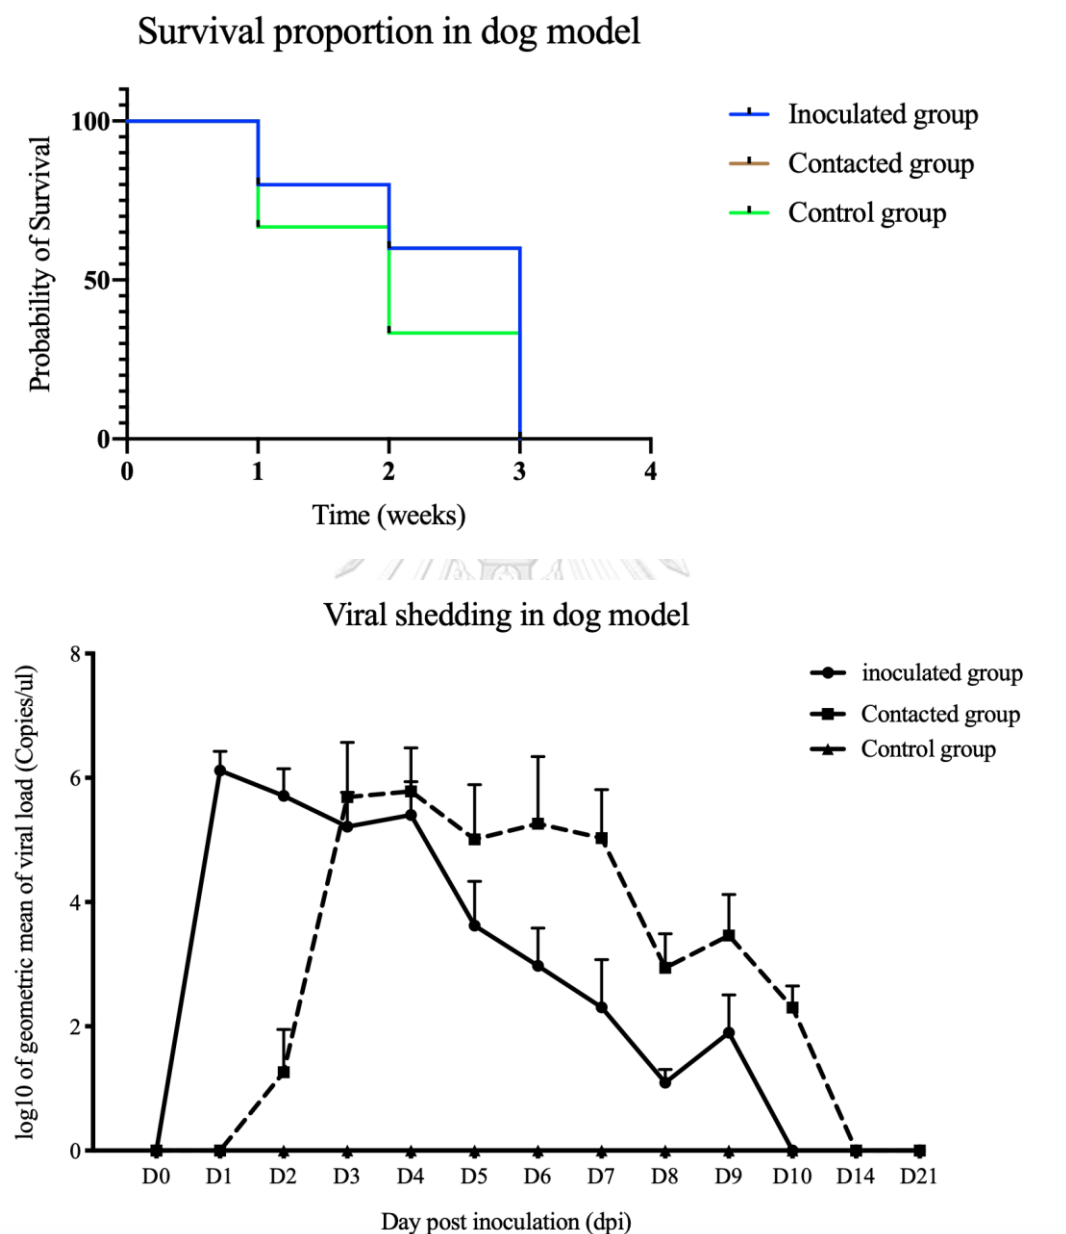 Survival proportion in dog model
Probability of Survival
100
50
0
0 1 2 3 4
Time (weeks)
Inoculated group
Contacted group
Control group
Viral shedding in dog model
log10 of geometric mean of viral load (Copies/ul)
8
6
4
2
0
D0 D1 D2 D3 D4 D5 D6 D7 D8 D9 D10 D14 D21
Day post inoculation (dpi)
inoculated group
Contacted group
Control group